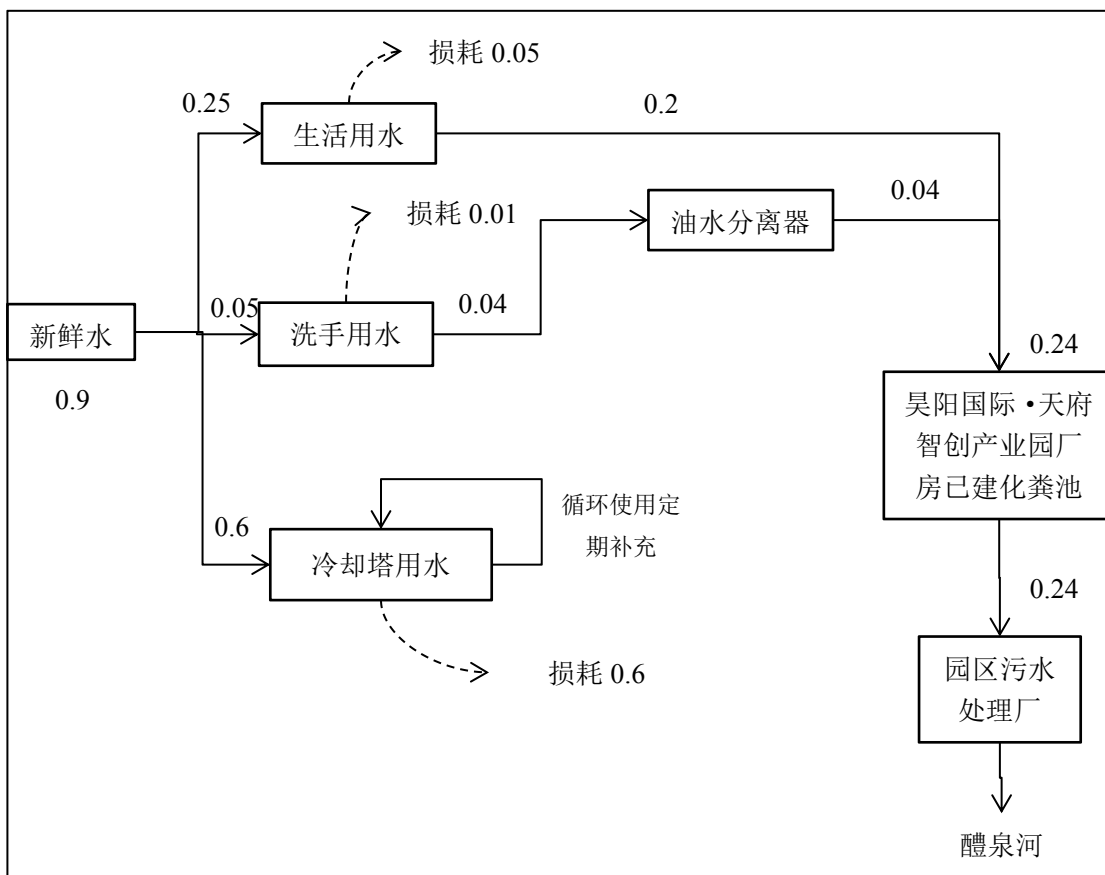 损耗 0.05
0.25
生活用水
0.2
损耗 0.01
油水分离器
0.04
新鲜水
0.9
0.05
洗手用水
0.04
0.24
昊阳国际·天府
智创产业园厂
房已建化粪池
0.6
冷却塔用水
循环使用定
期补充
损耗 0.6
0.24
园区污水
处理厂
醴泉河